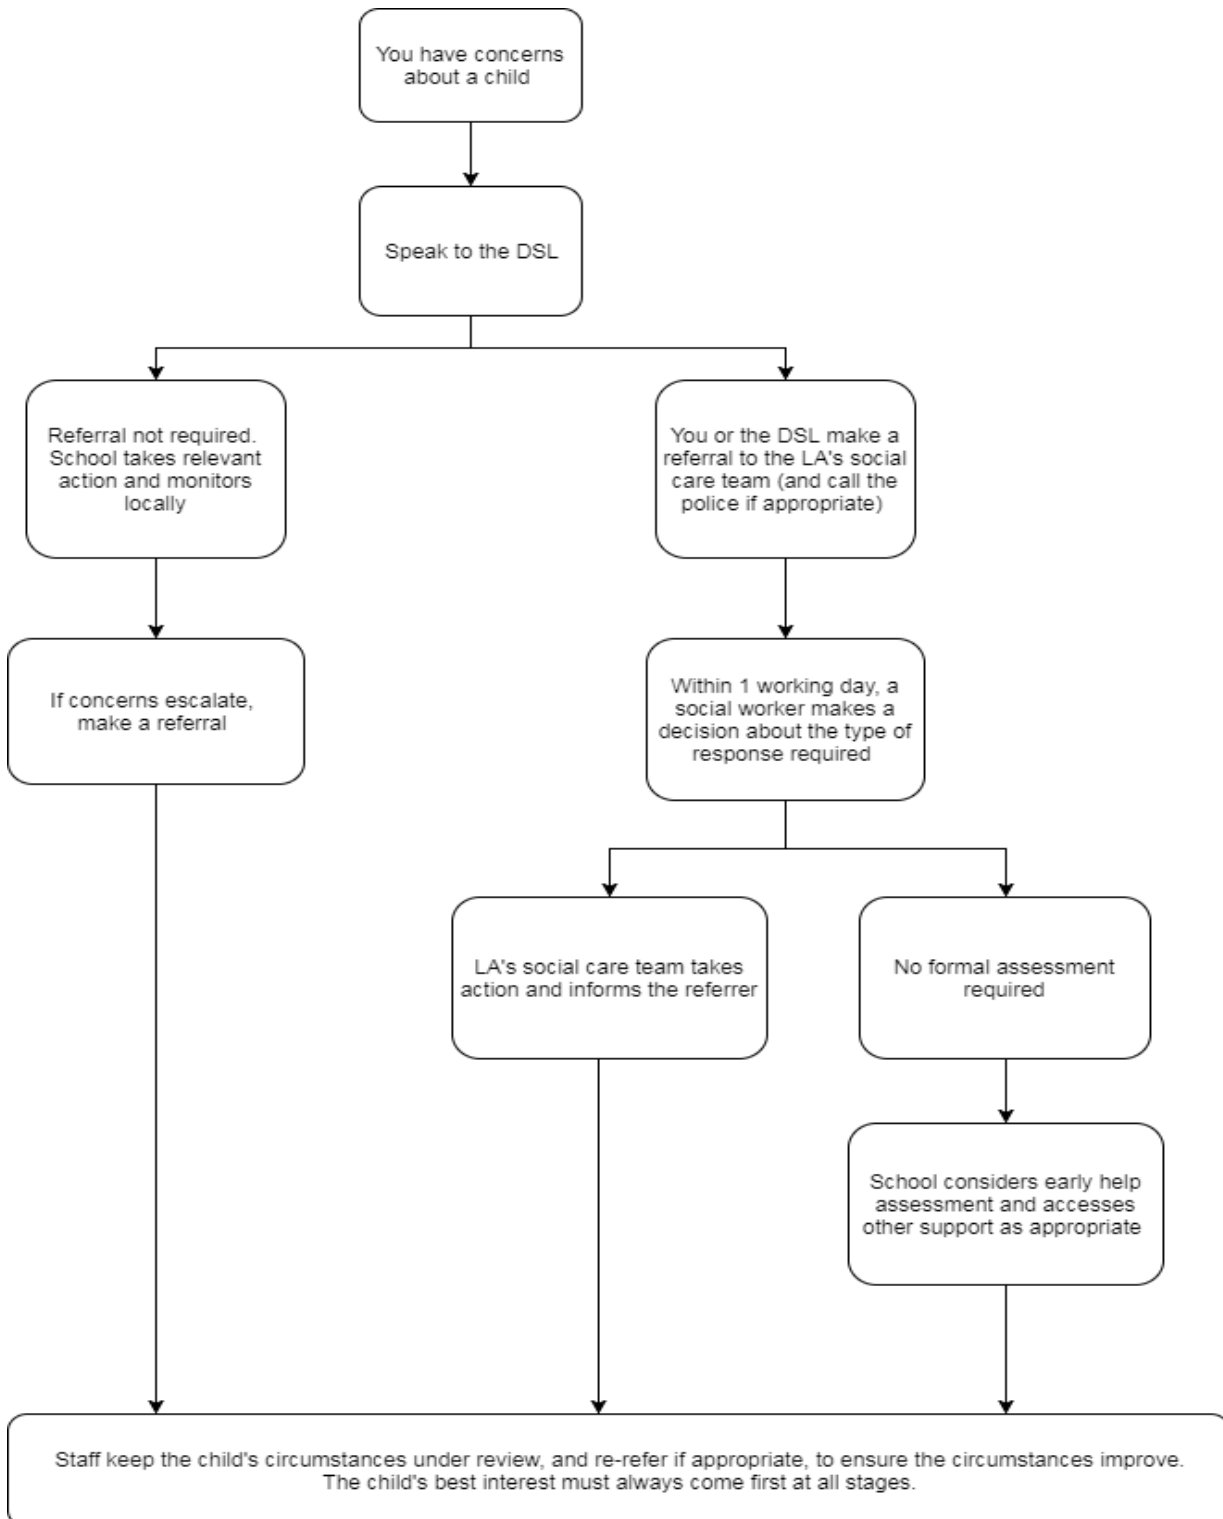 You have concerns
about a child
Speak to the DSL
Referral not required.
School takes relevant
action and monitors
locally
You or the DSL make a
referral to the LA's social
care team (and call the
police if appropriate)
If concerns escalate,
make a referral
Within 1 working day, a
social worker makes a
decision about the type of
response required
LA's social care team takes
action and informs the referrer
No formal assessment
required
School considers early help
assessment and accesses
other support as appropriate
Staff keep the child's circumstances under review, and re-refer if appropriate, to ensure the circumstances improve.
The child's best interest must always come first at all stages.